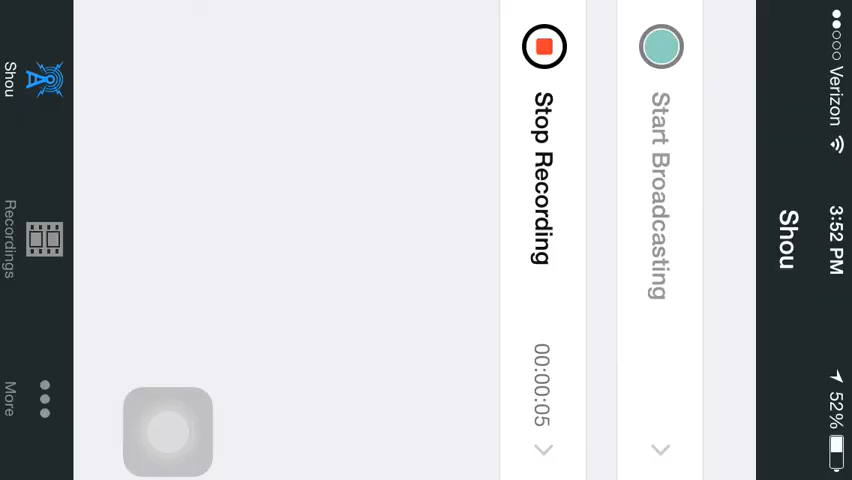 Verizon 3:52 PM 52%
Shou
Start Broadcasting
Stop Recording 00:00:05
Shou Recordings More